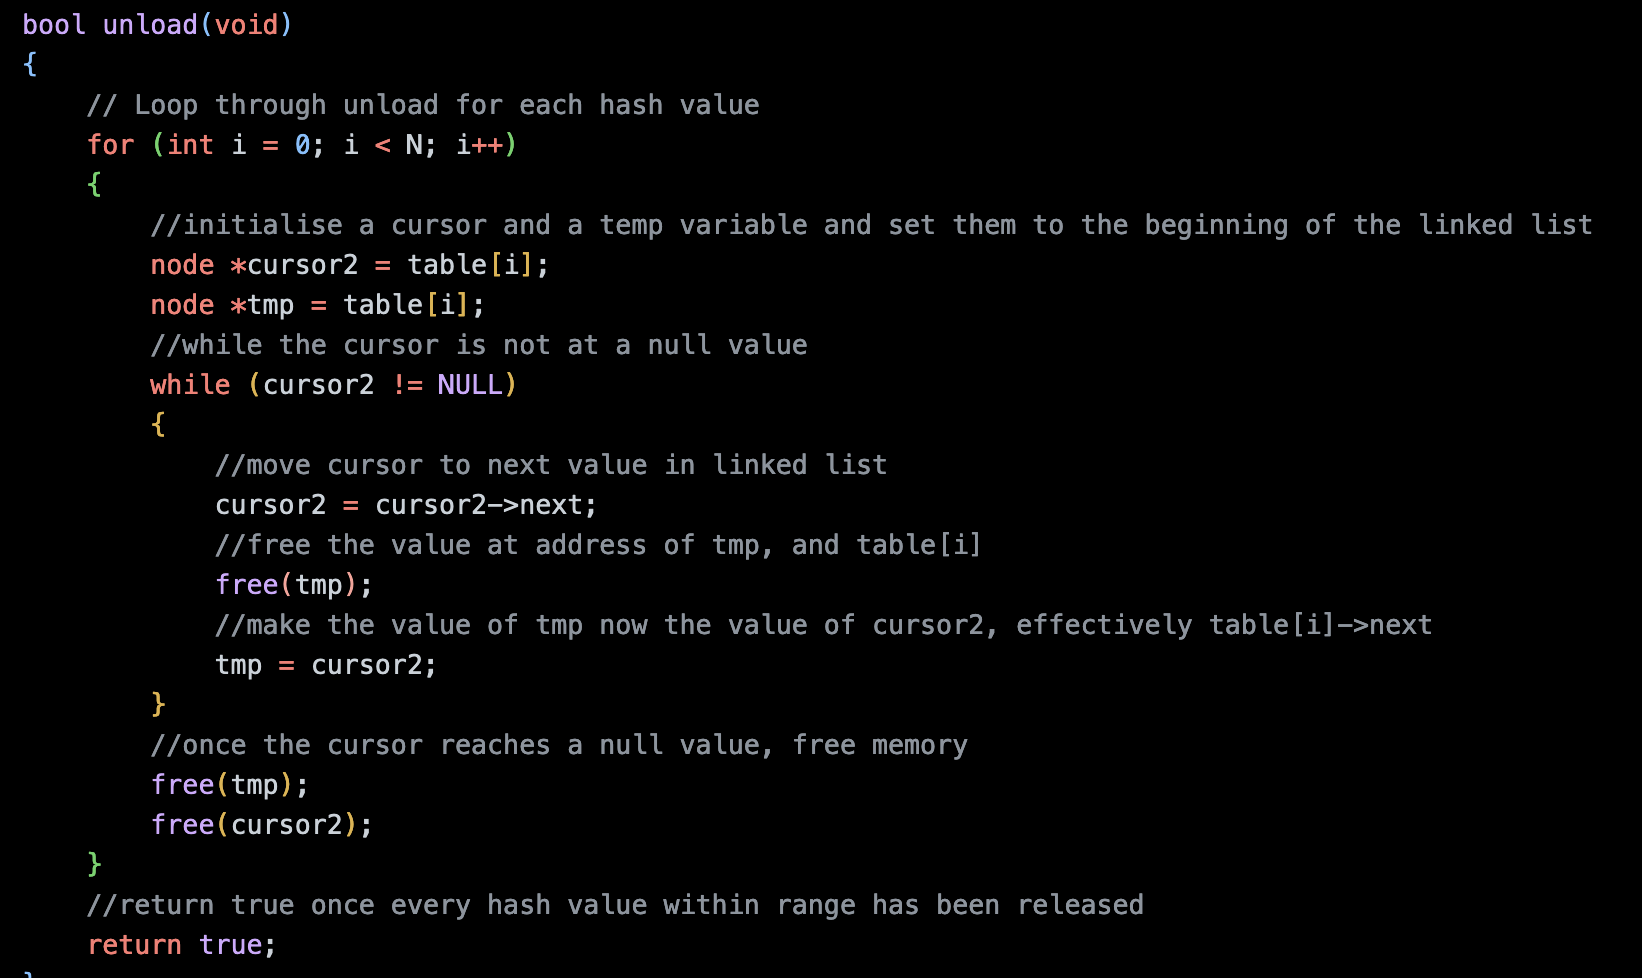 bool unload(void)
{
    // Loop through unload for each hash value
    for (int i = 0; i < N; i++)
    {
        //initialise a cursor and a temp variable and set them to the beginning of the linked list
        node *cursor2 = table[i];
        node *tmp = table[i];
        //while the cursor is not at a null value
        while (cursor2 != NULL)
        {
            //move cursor to next value in linked list
            cursor2 = cursor2->next;
            //free the value at address of tmp, and table[i]
            free(tmp);
            //make the value of tmp now the value of cursor2, effectively table[i]->next
            tmp = cursor2;
        }
        //once the cursor reaches a null value, free memory
        free(tmp);
        free(cursor2);
    }
    //return true once every hash value within range has been released
    return true;
}